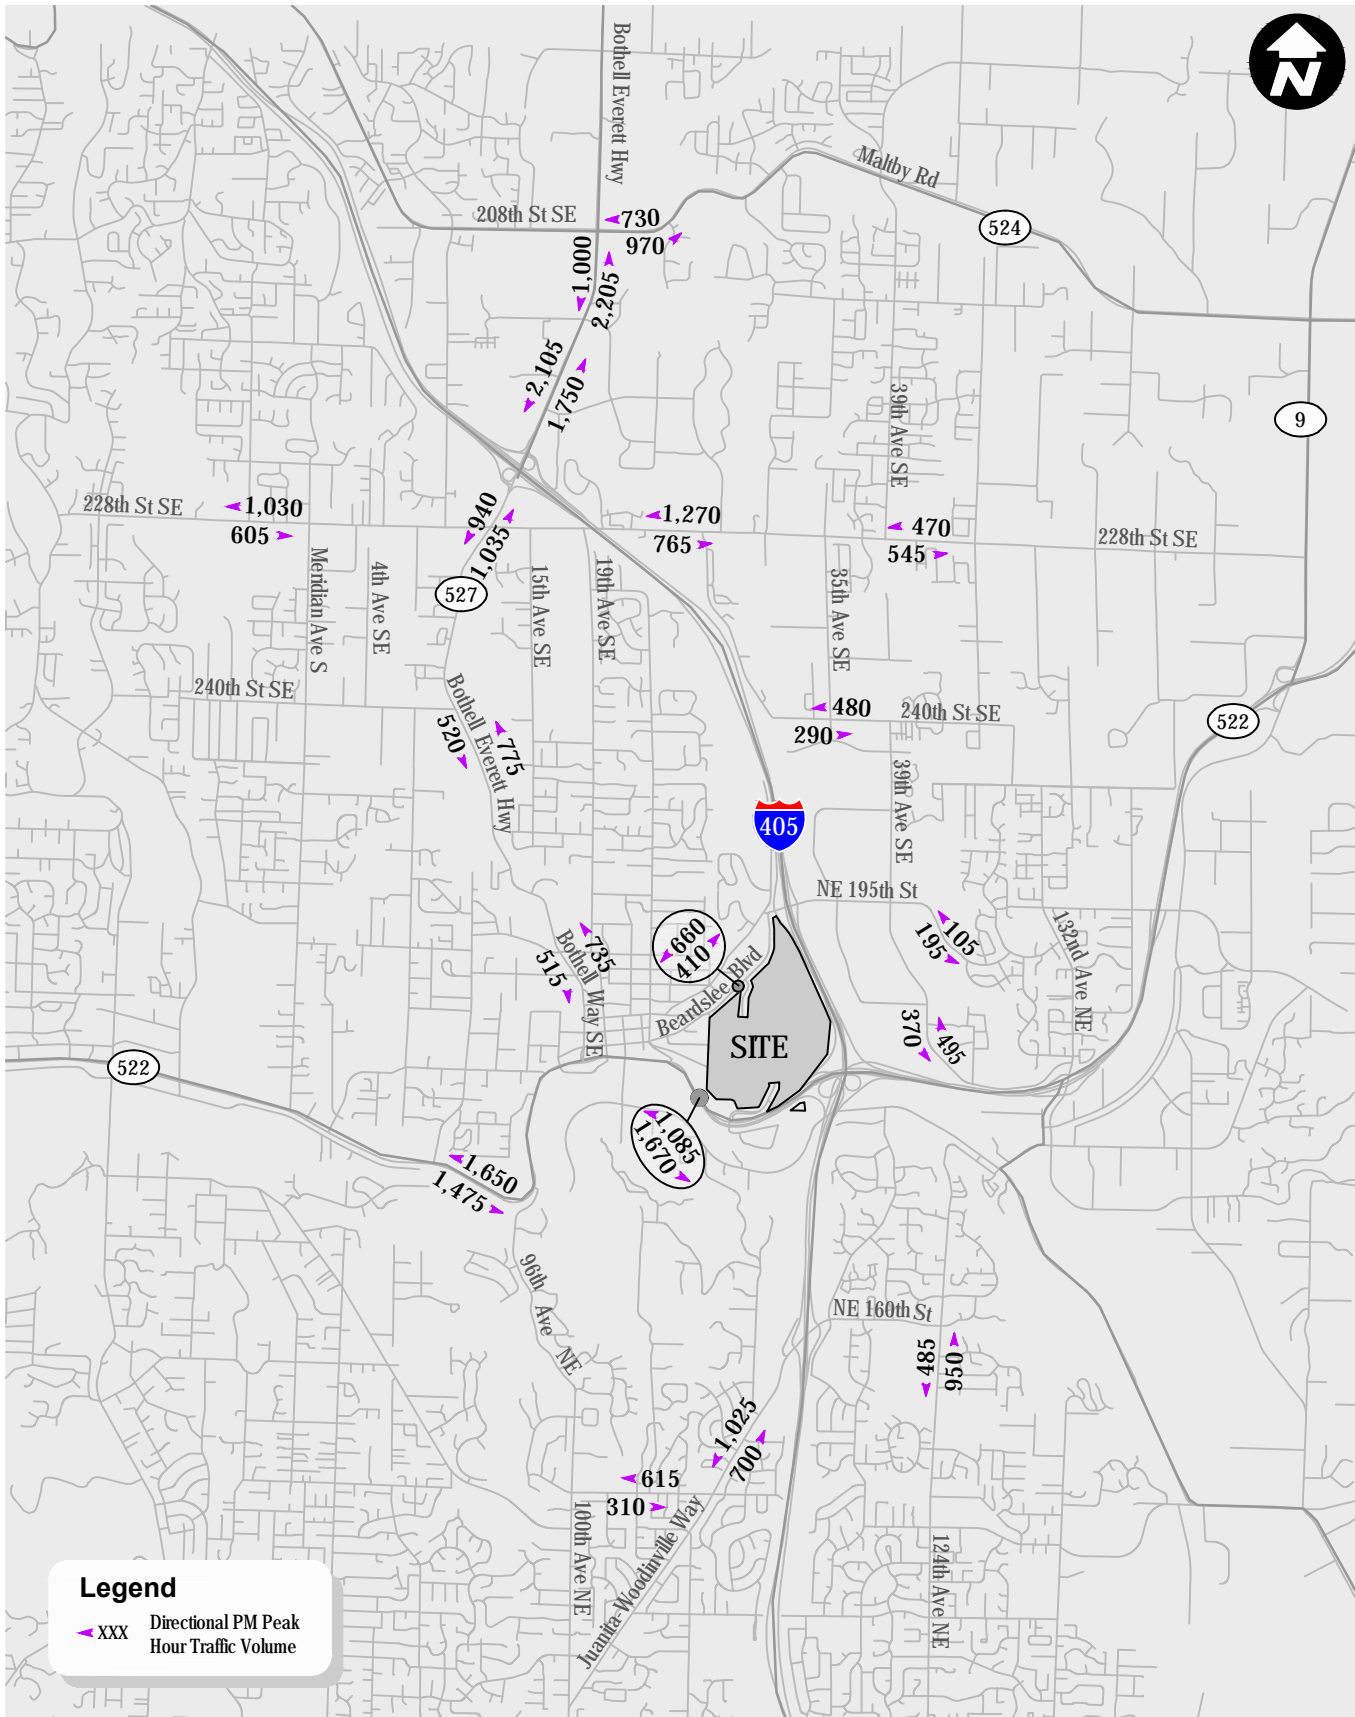 Bothell Everett Hwy
N
Maltby Rd
208th St SE
730
970
524
1,000
2,205
2,105
1,750
39th Ave SE
9
228th St SE
1,030
605
940
1,035
1,270
765
470
545
228th St SE
527
Meridian Ave S
4th Ave SE
15th Ave SE
19th Ave SE
35th Ave SE
240th St SE
Bothell Everett Hwy
520
775
480
290
240th St SE
522
39th Ave SE
405
NE 195th St
105
195
132nd Ave NE
735
515
Bothell Way SE
660
410
Beardslee Blvd
SITE
370
495
522
1,085
1,670
1,650
1,475
96th Ave NE
NE 160th St
485
950
1,025
700
615
310
100th Ave NE
Juanita-Woodinville Way
124th Ave NE
Legend
XXX
Directional PM Peak
Hour Traffic Volume